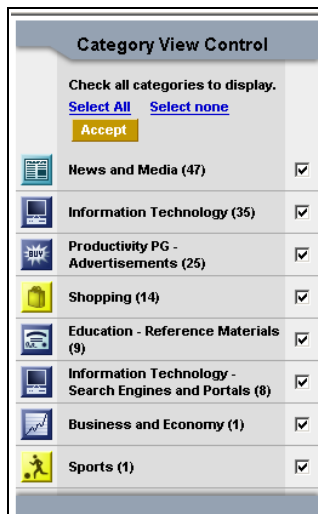 Category View Control
Check all categories to display.
Select All Select none
Accept
News and Media (47)
Information Technology (35)
BUY
Productivity PG -
Advertisements (25)
Shopping (14)
Education - Reference Materials
(9)
Information Technology -
Search Engines and Portals (8)
Business and Economy (1)
Sports (1)